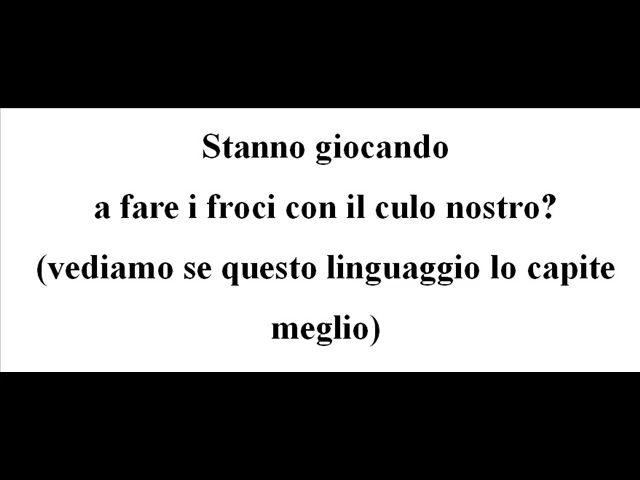 Stanno giocando
a fare i froci con il culo nostro?
(vediamo se questo linguaggio lo capite
meglio)